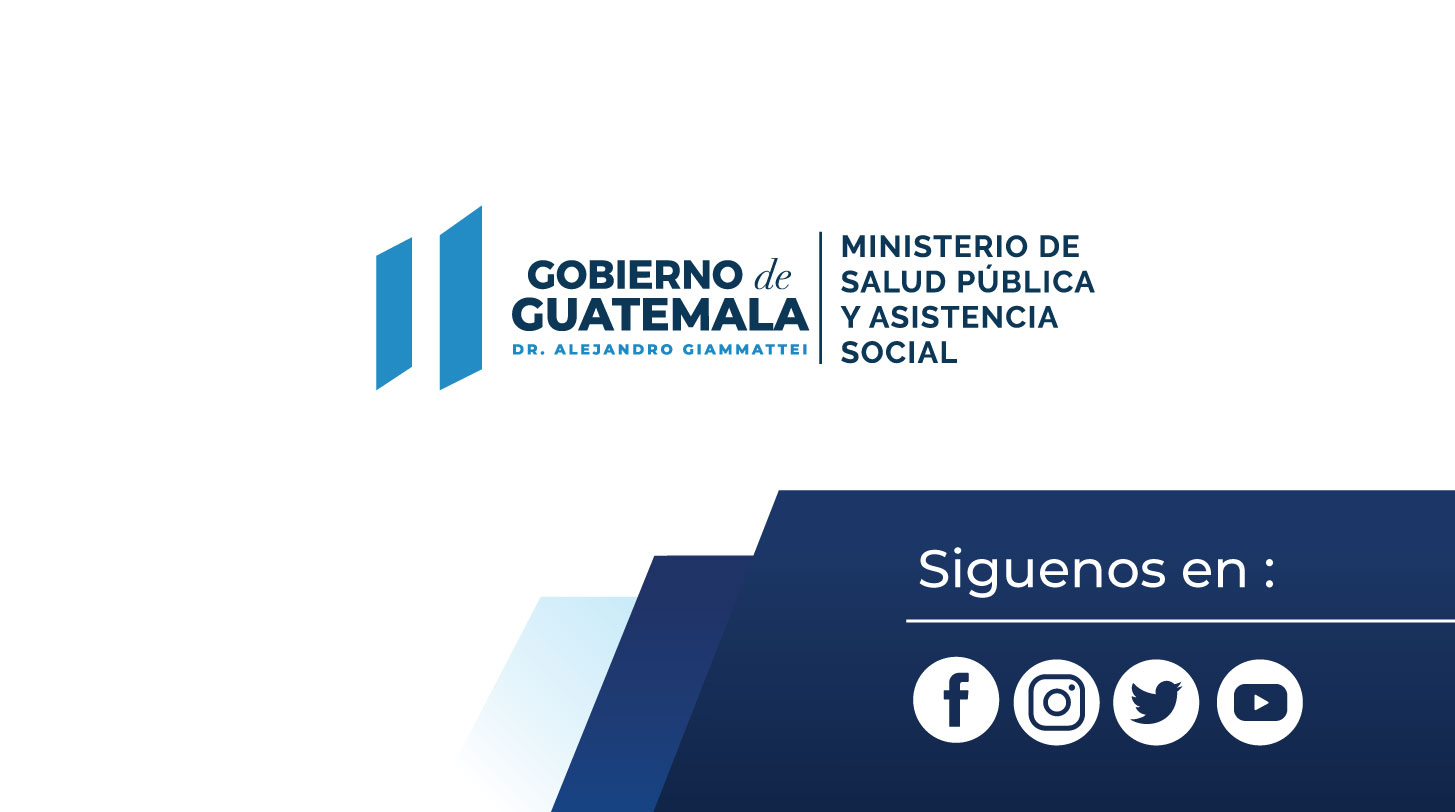 GOBIERNO de
GUATEMALA
DR. ALEJANDRO GIAMMATTEI
MINISTERIO DE
SALUD PÚBLICA
Y ASISTENCIA
SOCIAL
Siguenos en :